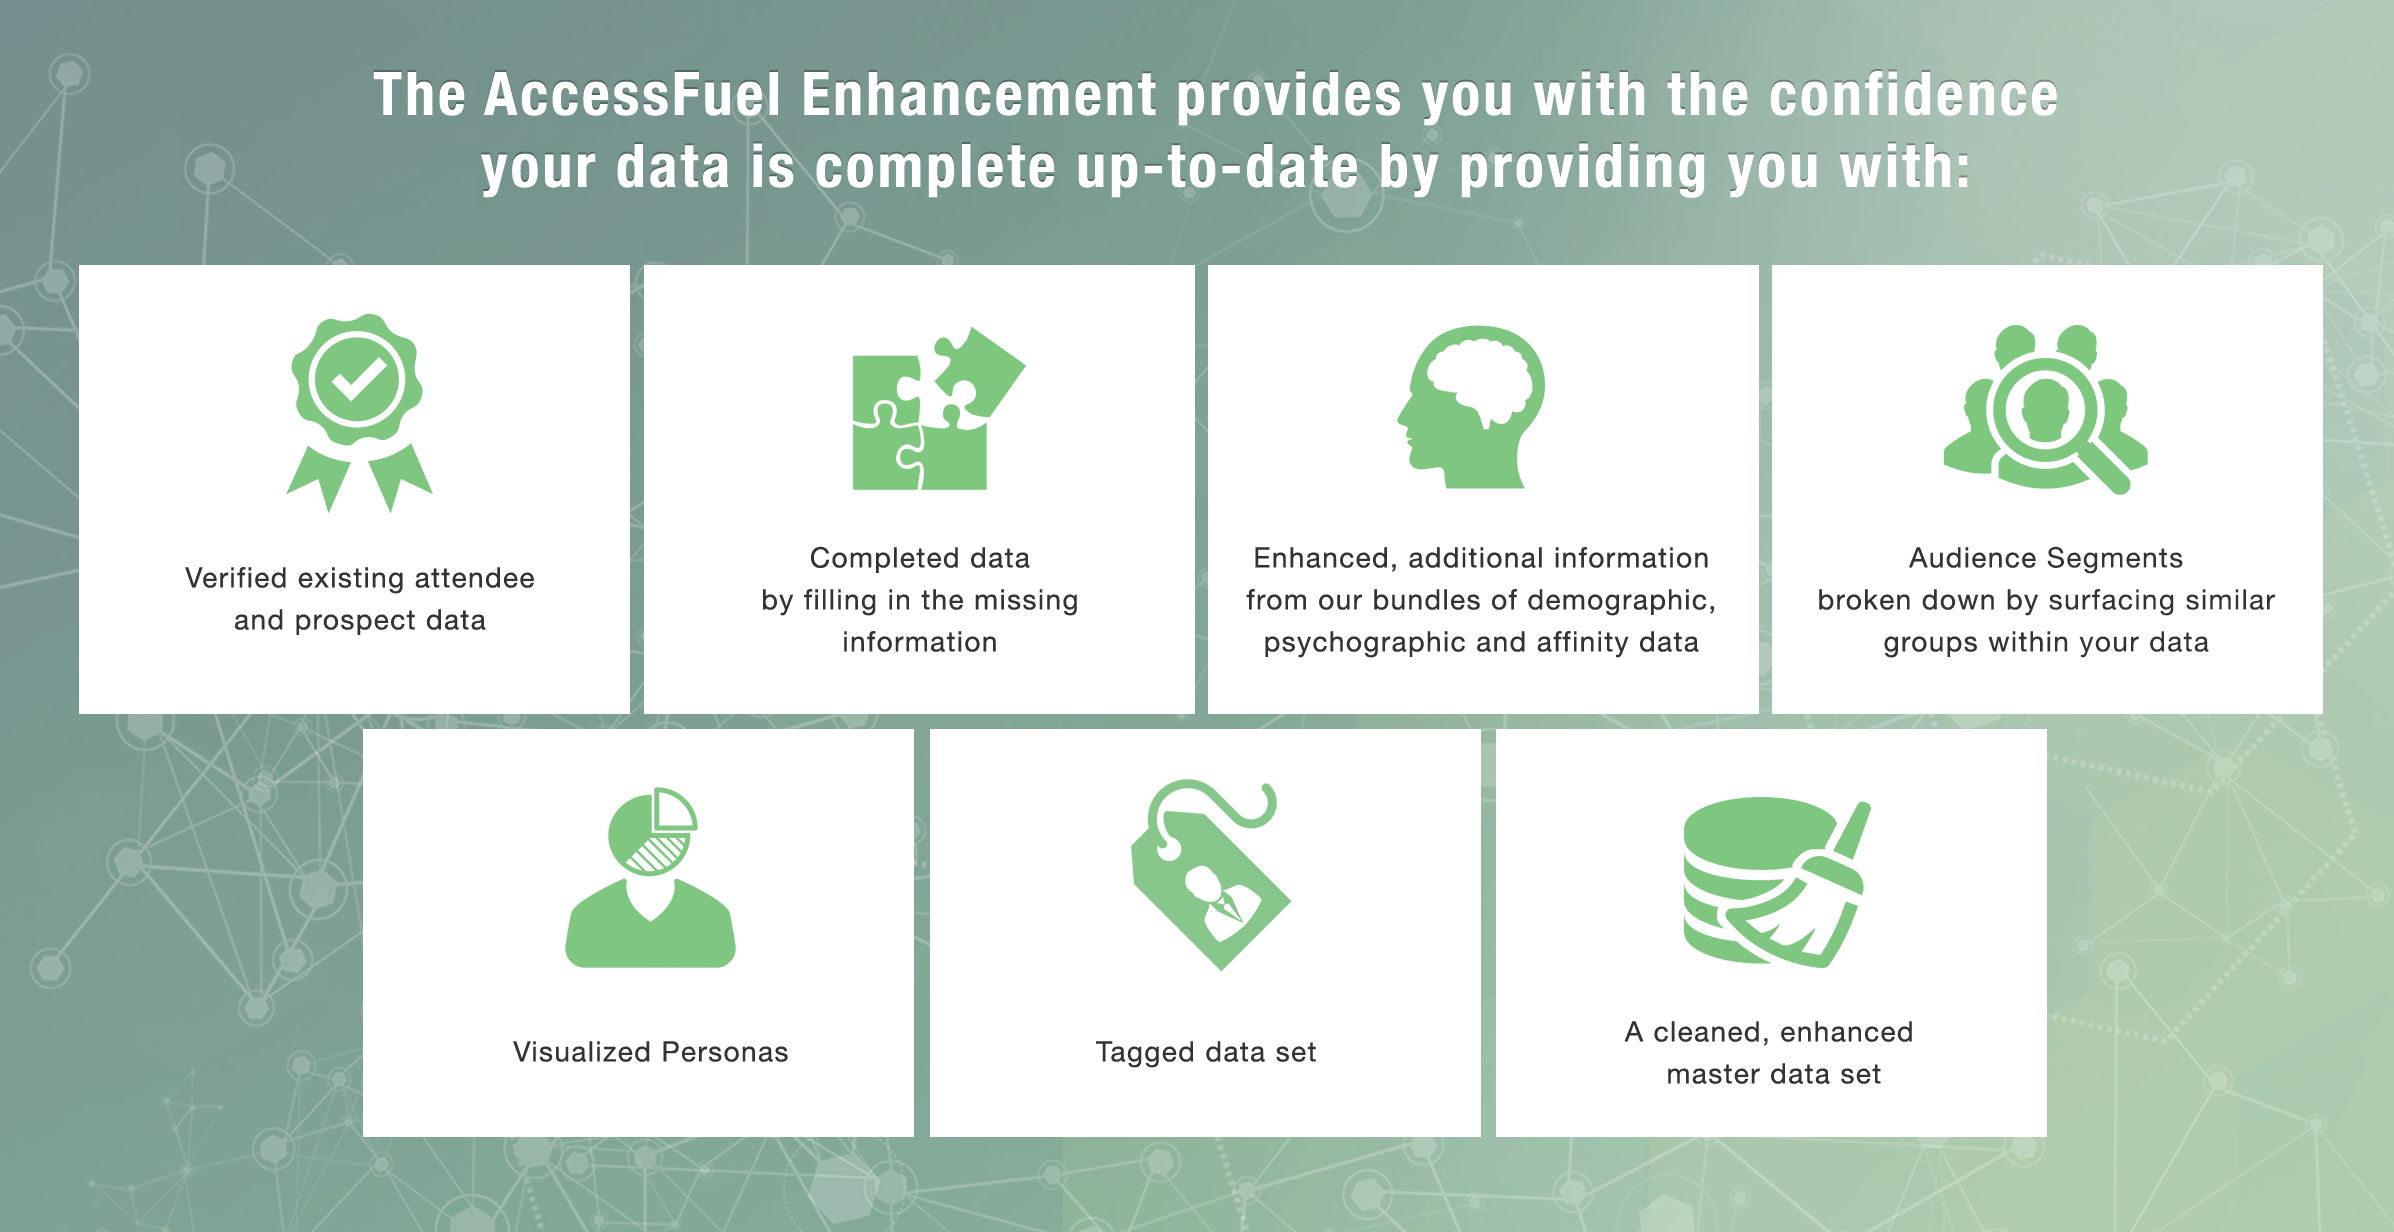 The AccessFuel Enhancement provides you with the confidence
your data is complete up-to-date by providing you with:
Verified existing attendee
and prospect data
Completed data
by filling in the missing
information
Enhanced, additional information
from our bundles of demographic,
psychographic and affinity data
Audience Segments
broken down by surfacing similar
groups within your data
Visualized Personas
Tagged data set
A cleaned, enhanced
master data set